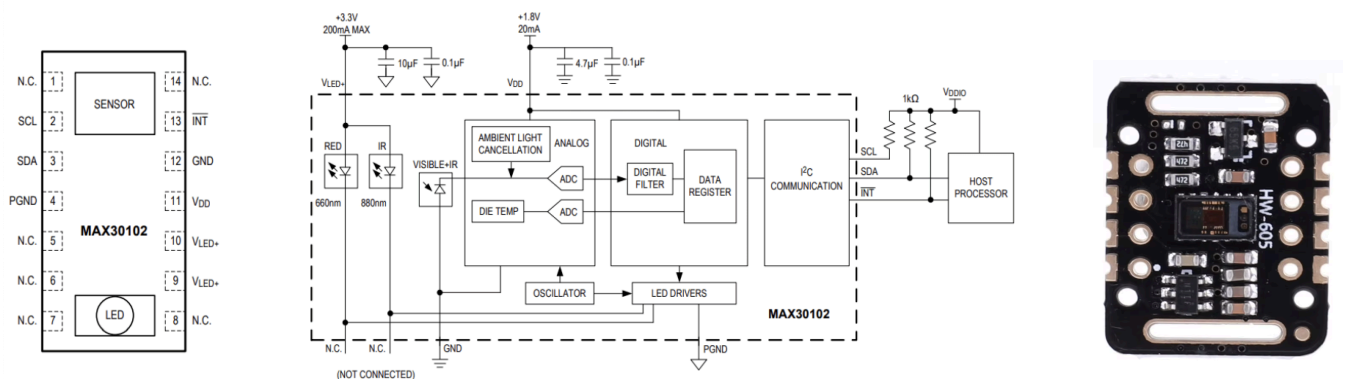 N.C. 1
SCL 2
SDA 3
PGND 4
N.C. 5
N.C. 6
N.C. 7
SENSOR
MAX30102
LED
14 N.C.
13 INT
12 GND
11 VDD
10 VLED+
9 VLED+
8 N.C.
+3.3V
200mA MAX
10µF
0.1µF
VLED+
+1.8V
20mA
4.7µF
0.1µF
VDD
RED
IR
660nm
880nm
VISIBLE+IR
AMBIENT LIGHT
CANCELLATION
ANALOG
ADC
DIE TEMP
ADC
DIGITAL
DIGITAL
FILTER
DATA
REGISTER
I2C
COMMUNICATION
1kΩ
VDDIO
SCL
SDA
INT
HOST
PROCESSOR
OSCILLATOR
LED DRIVERS
MAX30102
N.C.
N.C.
GND
PGND
(NOT CONNECTED)
472
472
472
HW-605